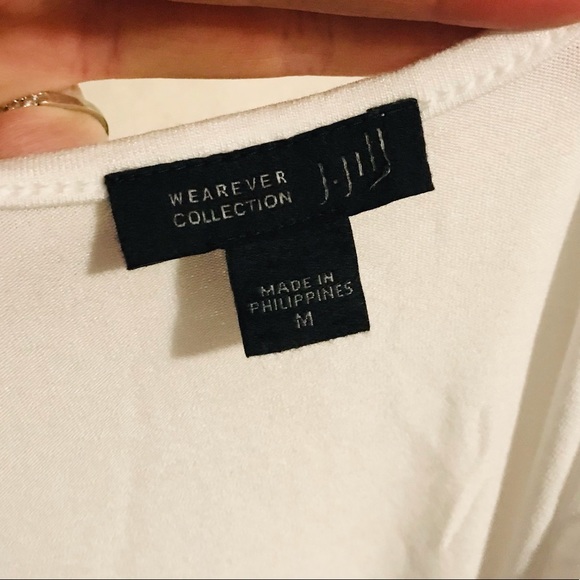 WEAREVER
COLLECTION
J.Jill
MADE IN
PHILIPPINES
M